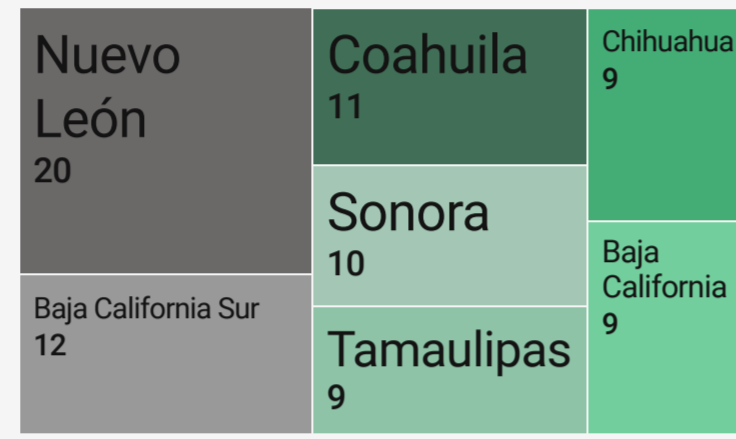 Nuevo
León
20
Baja California Sur
12
Coahuila
11
Sonora
10
Tamaulipas
9
Chihuahua
9
Baja
California
9